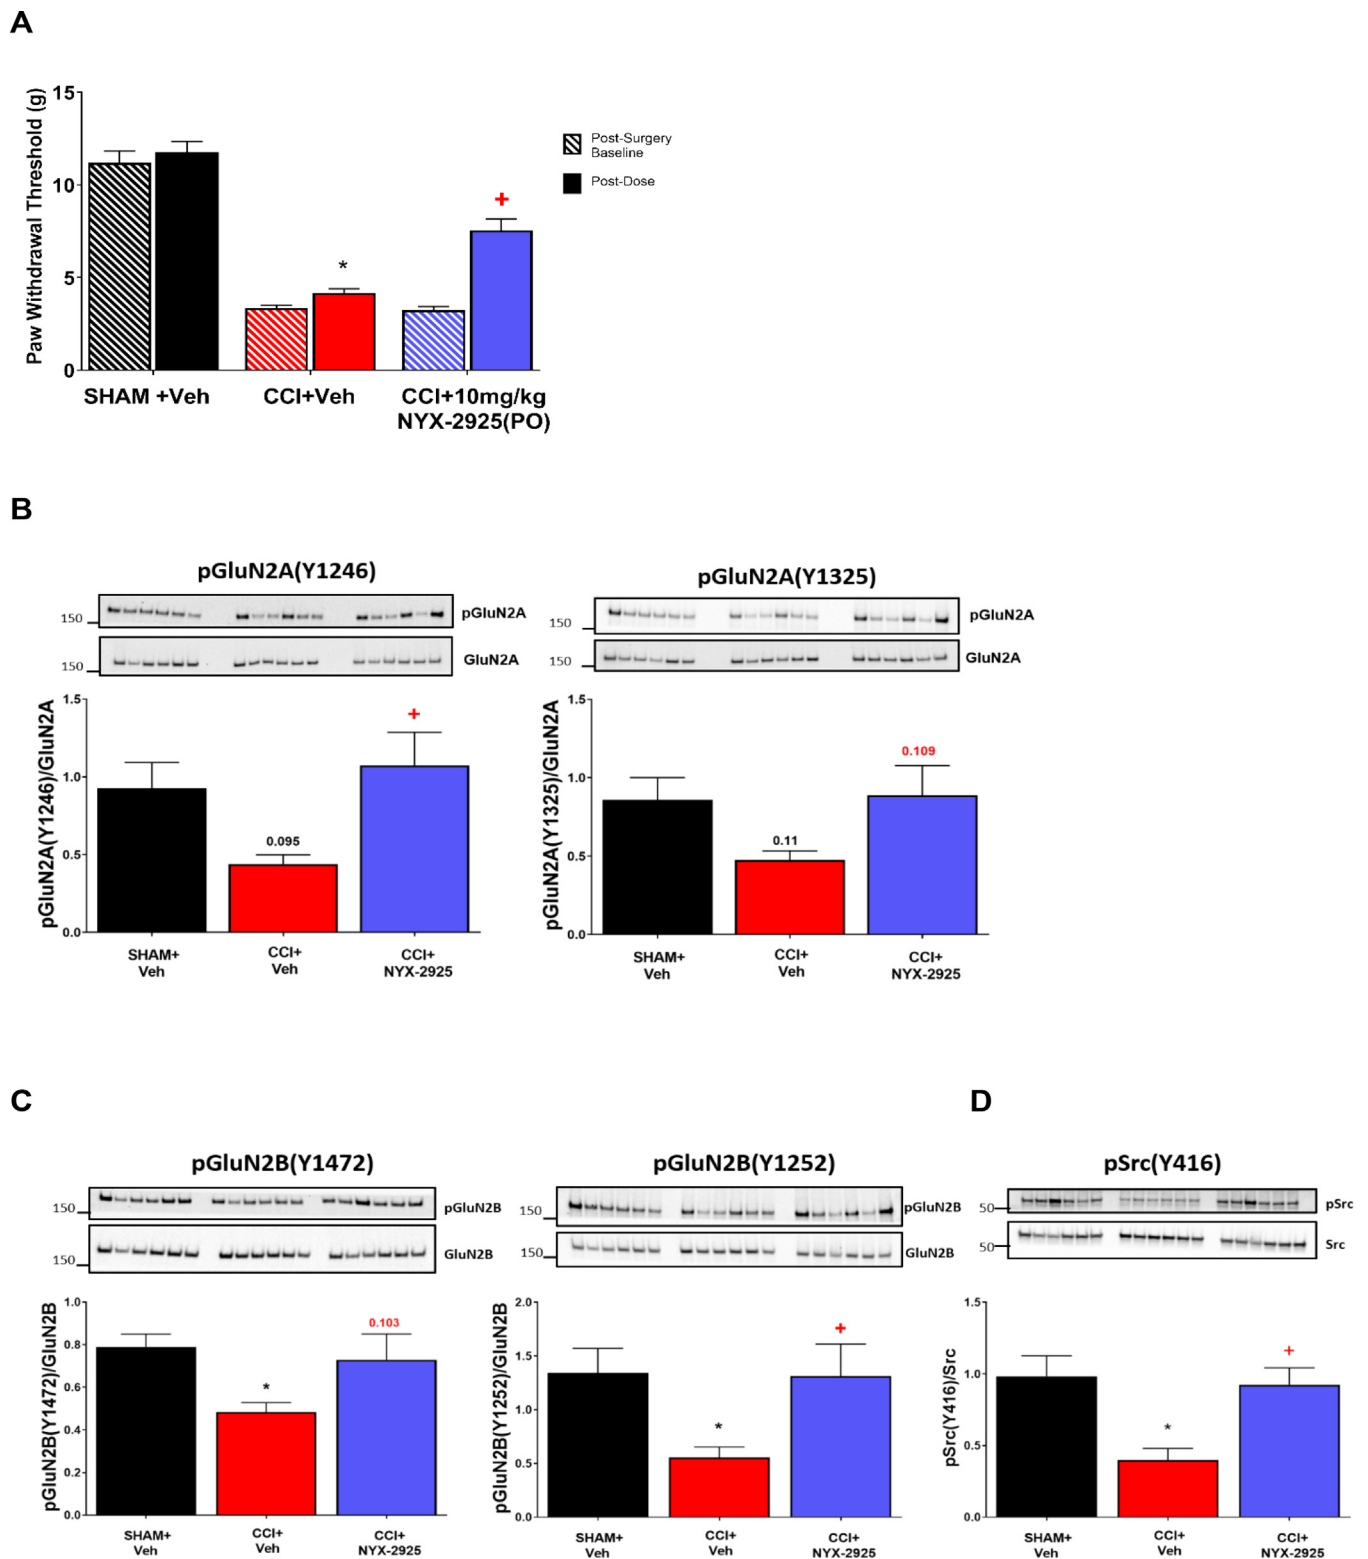 A
Paw Withdrawal Threshold (g)
15
10
5
0
*
+
Post-Surgery
Baseline
Post-Dose
SHAM +Veh
CCI+Veh
CCI+10mg/kg
NYX-2925(PO)
B
pGluN2A(Y1246)
150
pGluN2A
150
GluN2A
pGluN2A(Y1246)/GluN2A
1.5
1.0
0.5
0.0
0.095
+
SHAM+
Veh
CCI+
Veh
CCI+
NYX-2925
pGluN2A(Y1325)
150
pGluN2A
150
GluN2A
pGluN2A(Y1325)/GluN2A
1.5
1.0
0.5
0.0
0.11
0.109
SHAM+
Veh
CCI+
Veh
CCI+
NYX-2925
C
pGluN2B(Y1472)
150
pGluN2B
150
GluN2B
pGluN2B(Y1472)/GluN2B
1.0
0.8
0.6
0.4
0.2
0.0
*
0.103
SHAM+
Veh
CCI+
Veh
CCI+
NYX-2925
pGluN2B(Y1252)
150
pGluN2B
150
GluN2B
pGluN2B(Y1252)/GluN2B
2.0
1.5
1.0
0.5
0.0
*
+
SHAM+
Veh
CCI+
Veh
CCI+
NYX-2925
D
pSrc(Y416)
50
pSrc
50
Src
pSrc(Y416)/Src
1.5
1.0
0.5
0.0
*
+
SHAM+
Veh
CCI+
Veh
CCI+
NYX-2925